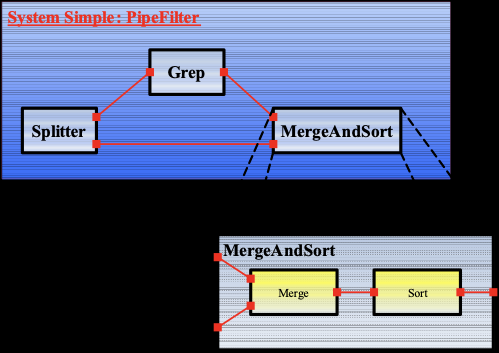 System Simple : PipeFilter
Grep
Splitter
MergeAndSort
MergeAndSort
Merge
Sort